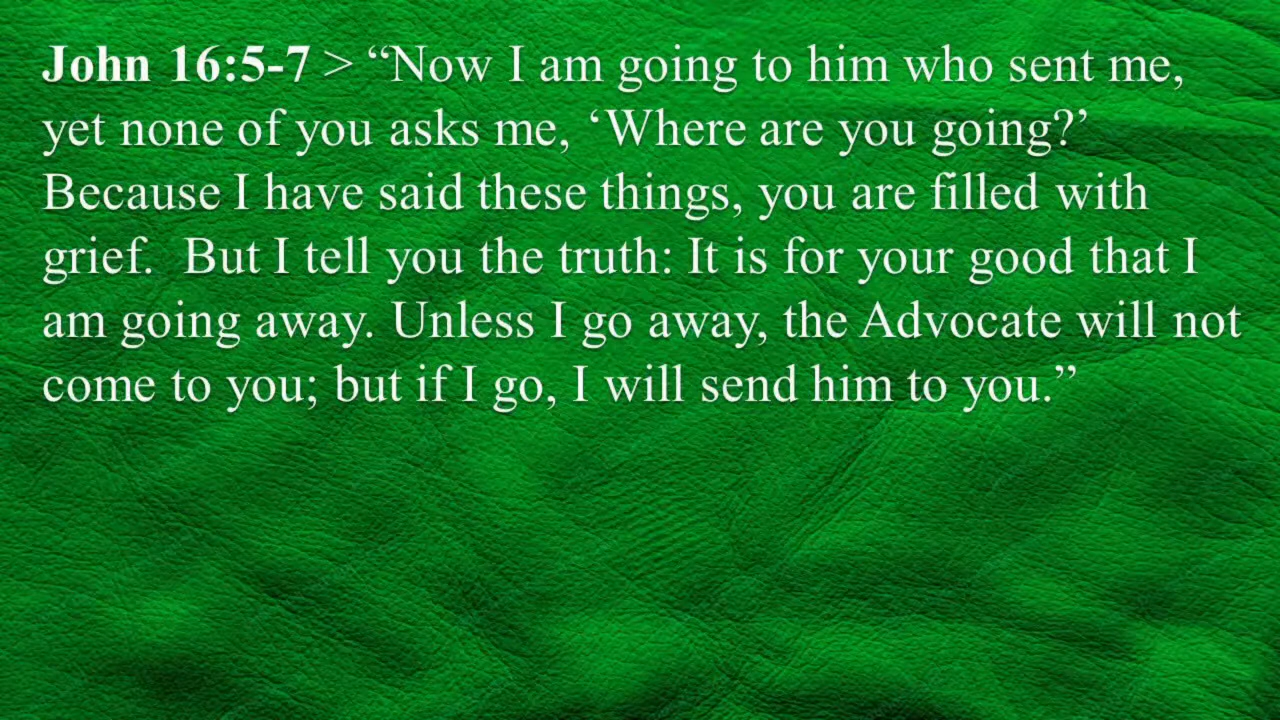 John 16:5-7 > “Now I am going to him who sent me,
yet none of you asks me, ‘Where are you going?’
Because I have said these things, you are filled with
grief.  But I tell you the truth: It is for your good that I
am going away. Unless I go away, the Advocate will not
come to you; but if I go, I will send him to you.”